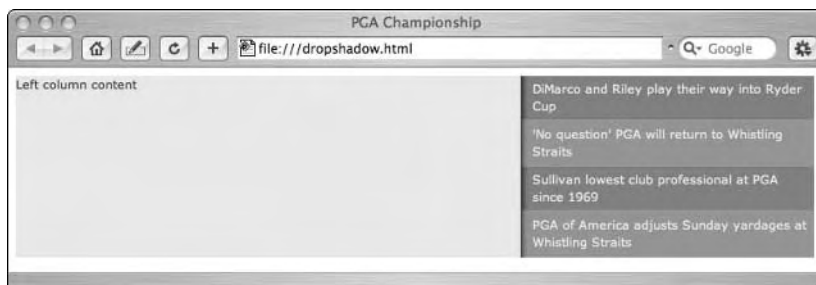 PGA Championship
file:///dropshadow.html
Google
Left column content
DiMarco and Riley play their way into Ryder
Cup
'No question' PGA will return to Whistling
Straits
Sullivan lowest club professional at PGA
since 1969
PGA of America adjusts Sunday yardages at
Whistling Straits